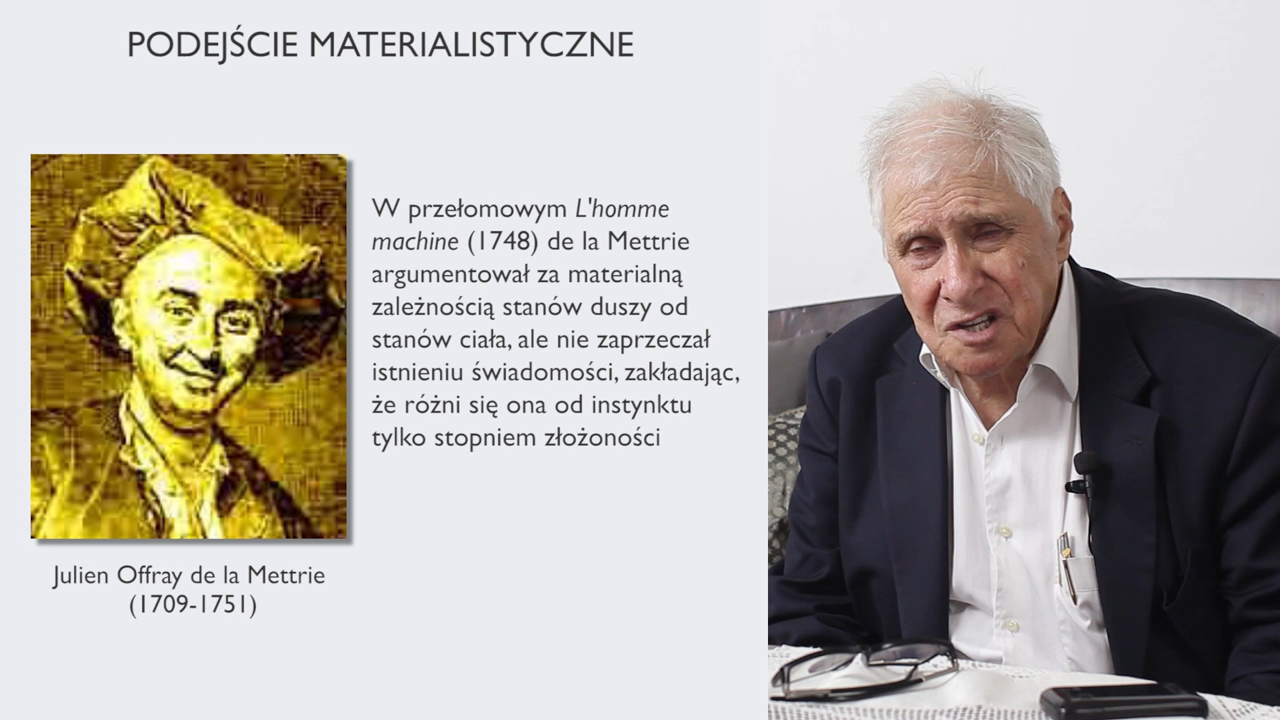 PODEJŚCIE MATERIALISTYCZNE
W przełomowym L'homme
machine (1748) de la Mettrie
argumentował za materialną
zależnością stanów duszy od
stanów ciała, ale nie zaprzeczał
istnieniu świadomości, zakładając,
że różni się ona od instynktu
tylko stopniem złożoności
Julien Offray de la Mettrie
(1709-1751)